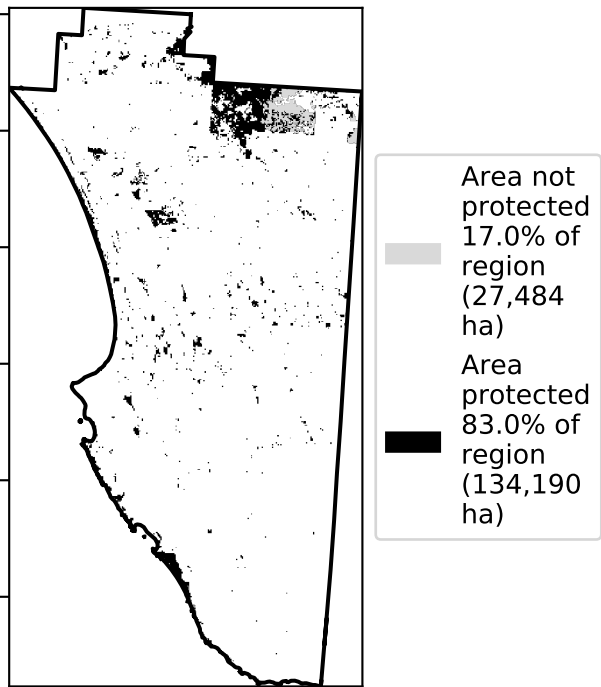 Area not
protected
17.0% of
region
(27,484
ha)
Area
protected
83.0% of
region
(134,190
ha)